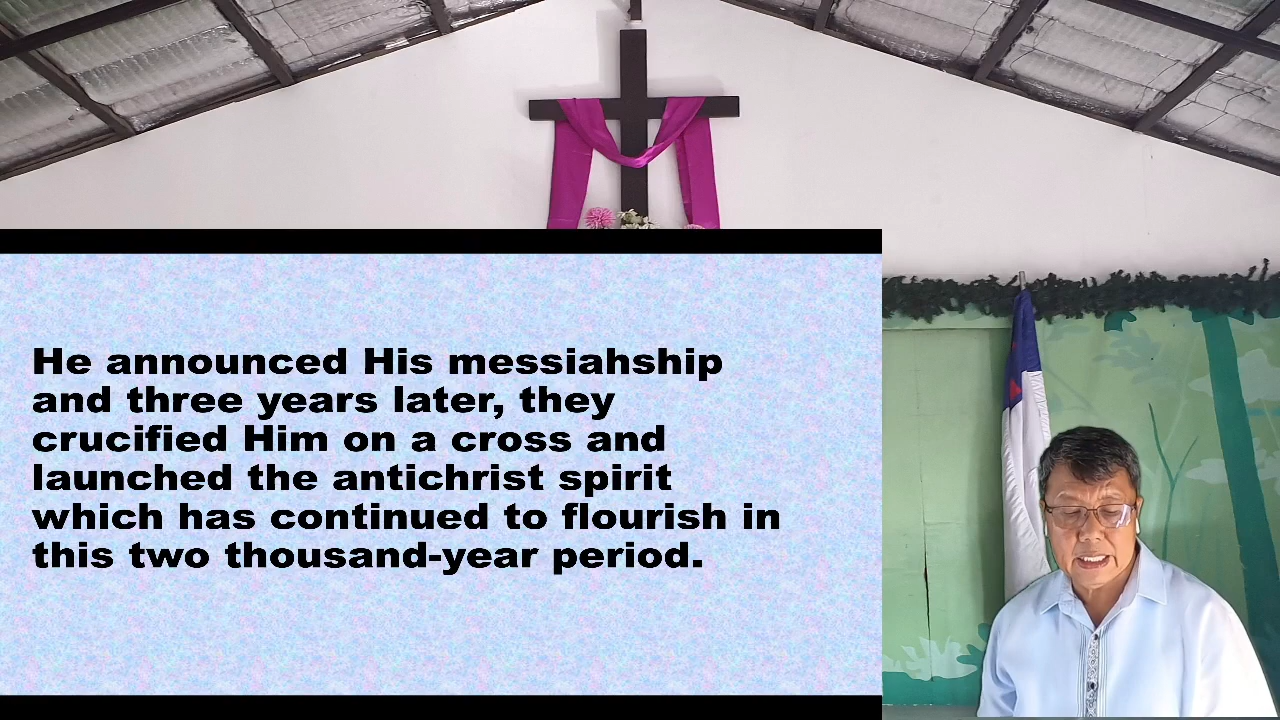 He announced His messiahship
and three years later, they
crucified Him on a cross and
launched the antichrist spirit
which has continued to flourish in
this two thousand-year period.